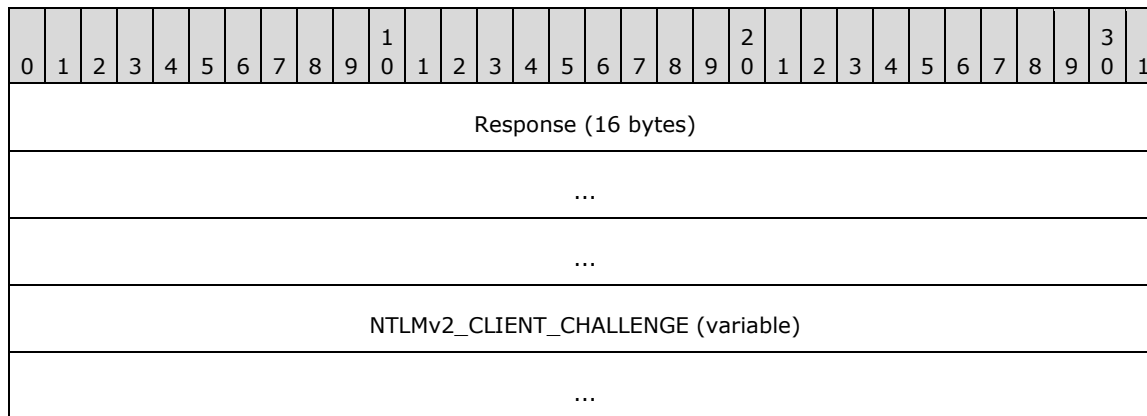 1 2 3
0 1 2 3 4 5 6 7 8 9 0 1 2 3 4 5 6 7 8 9 0 1 2 3 4 5 6 7 8 9 0 1
Response (16 bytes)
...
...
NTLMv2_CLIENT_CHALLENGE (variable)
...